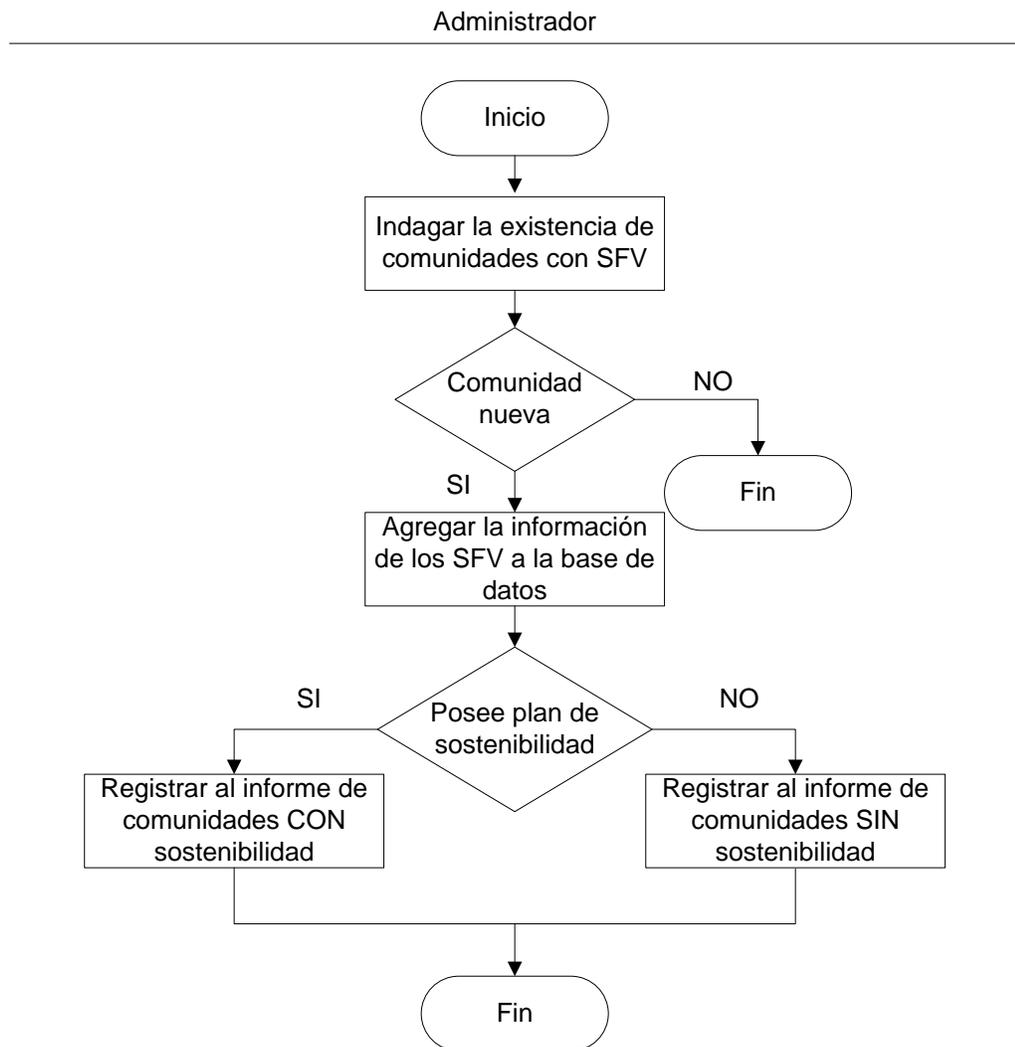 Administrador
Inicio
Indagar la existencia de
comunidades con SFV
Comunidad
nueva
NO
Fin
SI
Agregar la información
de los SFV a la base de
datos
SI
Posee plan de
sostenibilidad
NO
Registrar al informe de
comunidades CON
sostenibilidad
Registrar al informe de
comunidades SIN
sostenibilidad
Fin